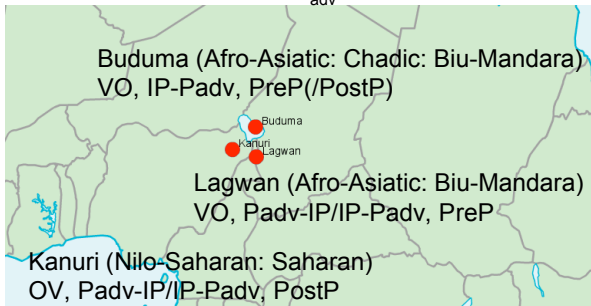 adv
Buduma (Afro-Asiatic: Chadic: Biu-Mandara)
VO, IP-Padv, PreP(/PostP)
Buduma
Kanuri
Lagwan
Lagwan (Afro-Asiatic: Biu-Mandara)
VO, Padv-IP/IP-Padv, PreP
Kanuri (Nilo-Saharan: Saharan)
OV, Padv-IP/IP-Padv, PostP